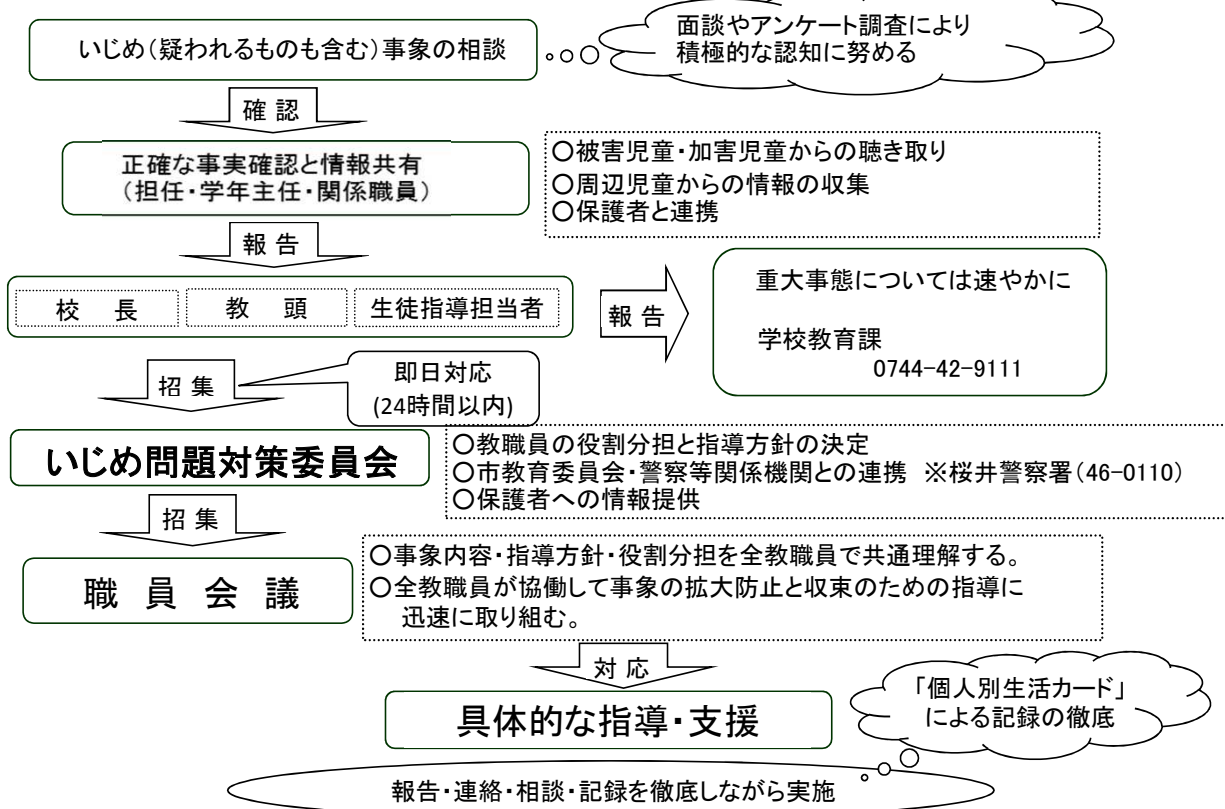 面談やアンケート調査により
積極的な認知に努める
いじめ(疑われるものも含む)事象の相談
確 認
正確な事実確認と情報共有
(担任・学年主任・関係職員)
○被害児童・加害児童からの聴き取り
○周辺児童からの情報の収集
○保護者と連携
報 告
校 長
教 頭
生徒指導担当者
報 告
重大事態については速やかに
学校教育課
0744-42-9111
招 集
即日対応
(24時間以内)
いじめ問題対策委員会
○教職員の役割分担と指導方針の決定
○市教育委員会・警察等関係機関との連携 ※桜井警察署(46-0110)
○保護者への情報提供
招 集
職 員 会 議
○事象内容・指導方針・役割分担を全教職員で共通理解する。
○全教職員が協働して事象の拡大防止と収束のための指導に
迅速に取り組む。
対 応
具体的な指導・支援
「個人別生活カード」
による記録の徹底
報告・連絡・相談・記録を徹底しながら実施